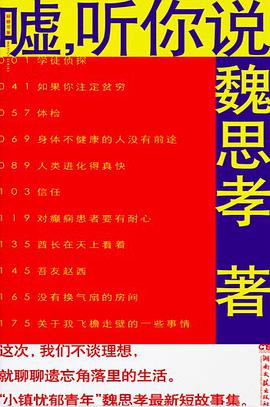 嘘,听你说
魏思孝 著
001 学徒侦探
041 如果你注定贫穷
057 体检
069 身体不健康的人没有前途
089 人类进化得真快
103 信任
119 对癫痫患者要有耐心
135 酋长在天上看着
145 吾友赵西
165 没有换气扇的房间
175 关于我飞檐走壁的一些事情
这次,我们不谈理想,
就聊聊遗忘角落里的生活。
“小镇忧郁青年”魏思孝最新短故事集。
湖南文艺出版社